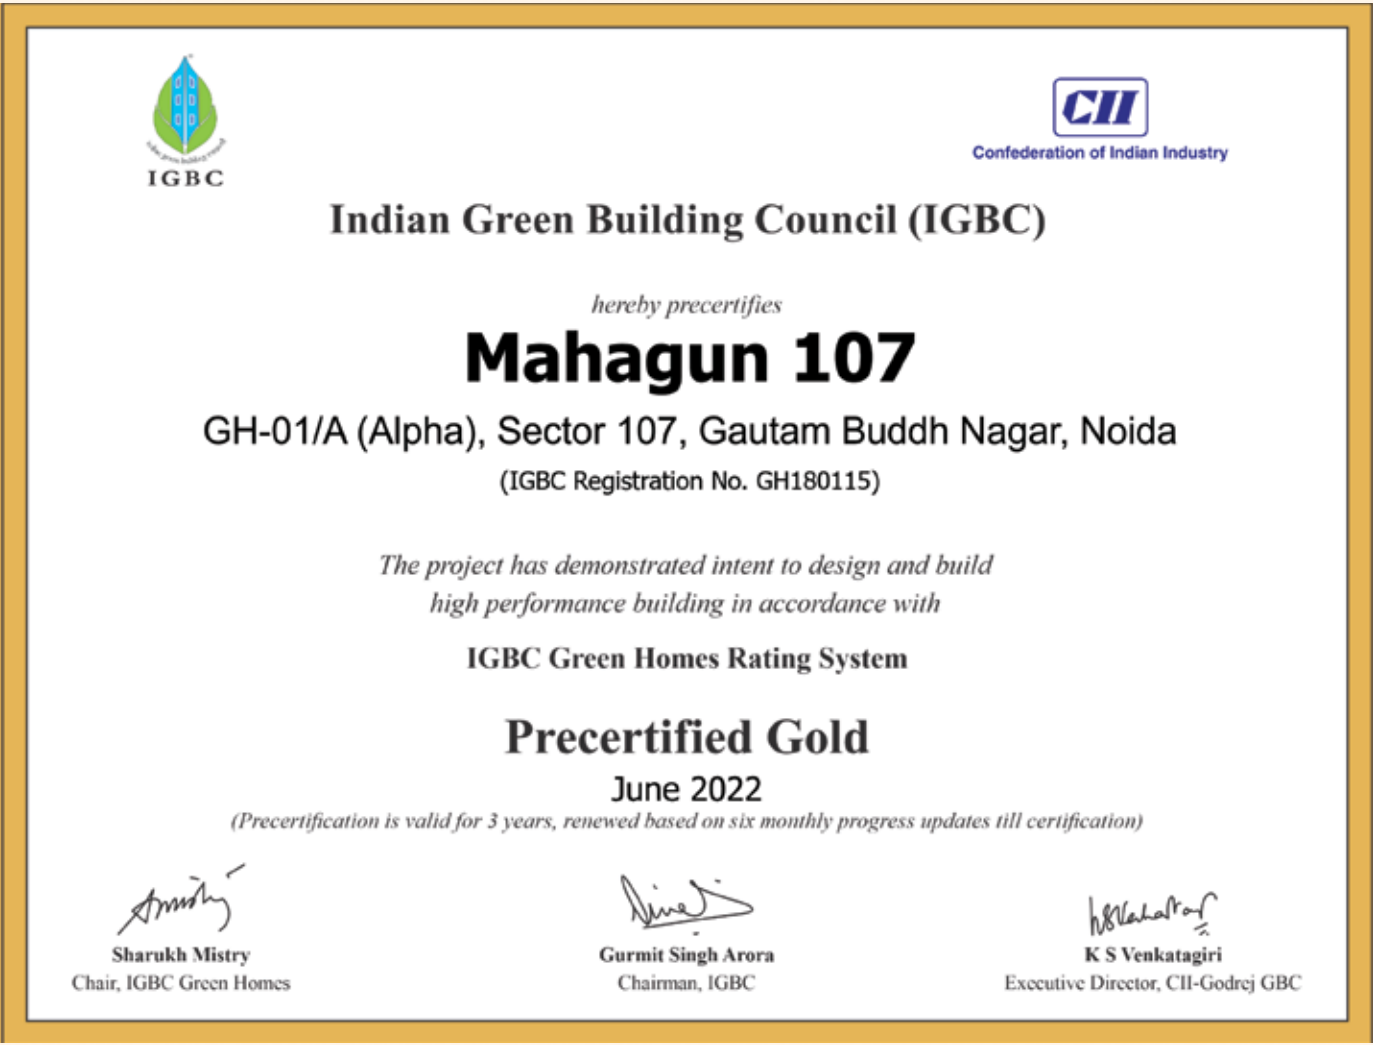 indian green building council
IGBC
CII
Confederation of Indian Industry
Indian Green Building Council (IGBC)
hereby precertifies
Mahagun 107
GH-01/A (Alpha), Sector 107, Gautam Buddh Nagar, Noida
(IGBC Registration No. GH180115)
The project has demonstrated intent to design and build
high performance building in accordance with
IGBC Green Homes Rating System
Precertified Gold
June 2022
(Precertification is valid for 3 years, renewed based on six monthly progress updates till certification)
Sharukh Mistry
Chair, IGBC Green Homes
Gurmit Singh Arora
Chairman, IGBC
K S Venkatagiri
Executive Director, CII-Godrej GBC